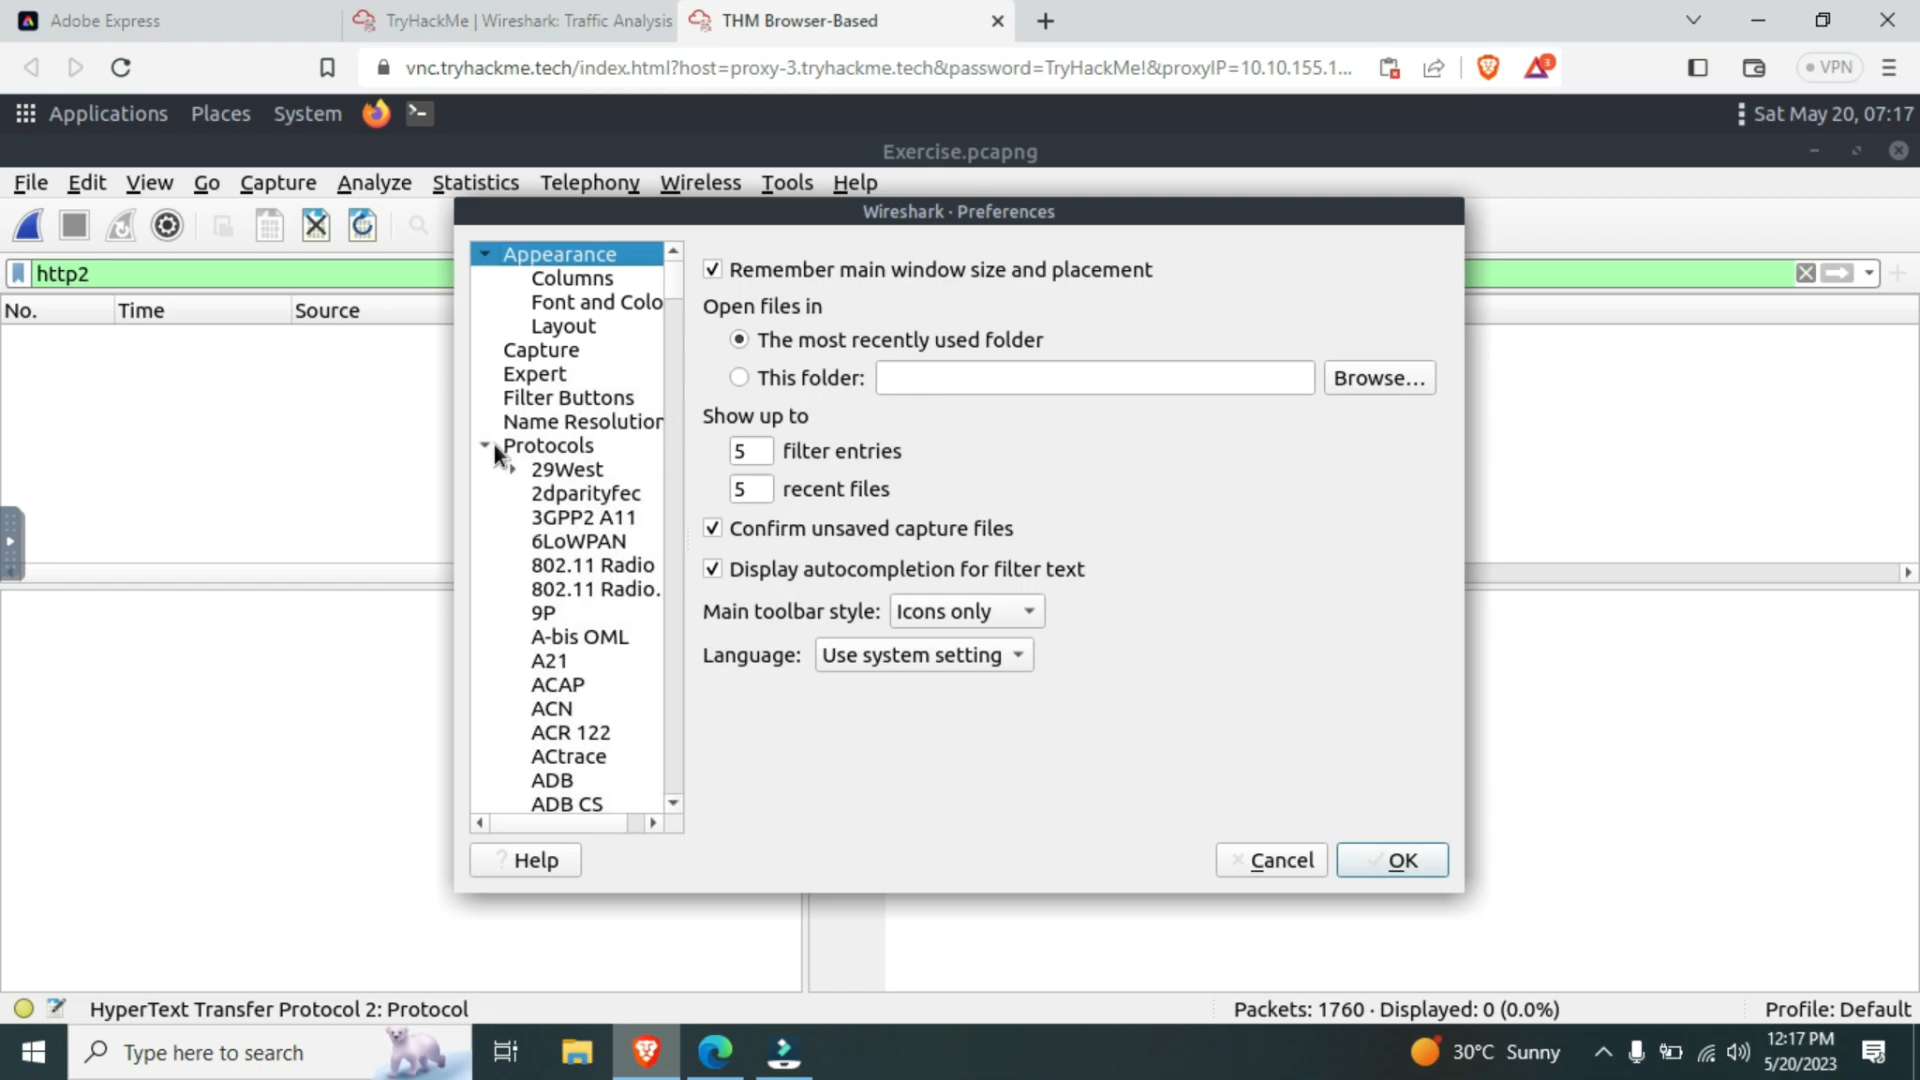 Adobe Express
TryHackMe | Wireshark: Traffic Analysis
THM Browser-Based
vnc.tryhackme.tech/index.html?host=proxy-3.tryhackme.tech&password=TryHackMe!&proxyIP=10.10.155.1...
3
VPN
Applications Places System
Sat May 20, 07:17
Exercise.pcapng
File Edit View Go Capture Analyze Statistics Telephony Wireless Tools Help
Wireshark · Preferences
http2
No. Time Source
Appearance
Columns
Font and Colo
Layout
Capture
Expert
Filter Buttons
Name Resolution
Protocols
29West
2dparityfec
3GPP2 A11
6LoWPAN
802.11 Radio
802.11 Radio.
9P
A-bis OML
A21
ACAP
ACN
ACR 122
ACtrace
ADB
ADB CS
Remember main window size and placement
Open files in
The most recently used folder
This folder:
Browse...
Show up to
5 filter entries
5 recent files
Confirm unsaved capture files
Display autocompletion for filter text
Main toolbar style: Icons only
Language: Use system setting
? Help
Cancel
OK
HyperText Transfer Protocol 2: Protocol
Packets: 1760 · Displayed: 0 (0.0%)
Profile: Default
Type here to search
30°C Sunny
12:17 PM
5/20/2023